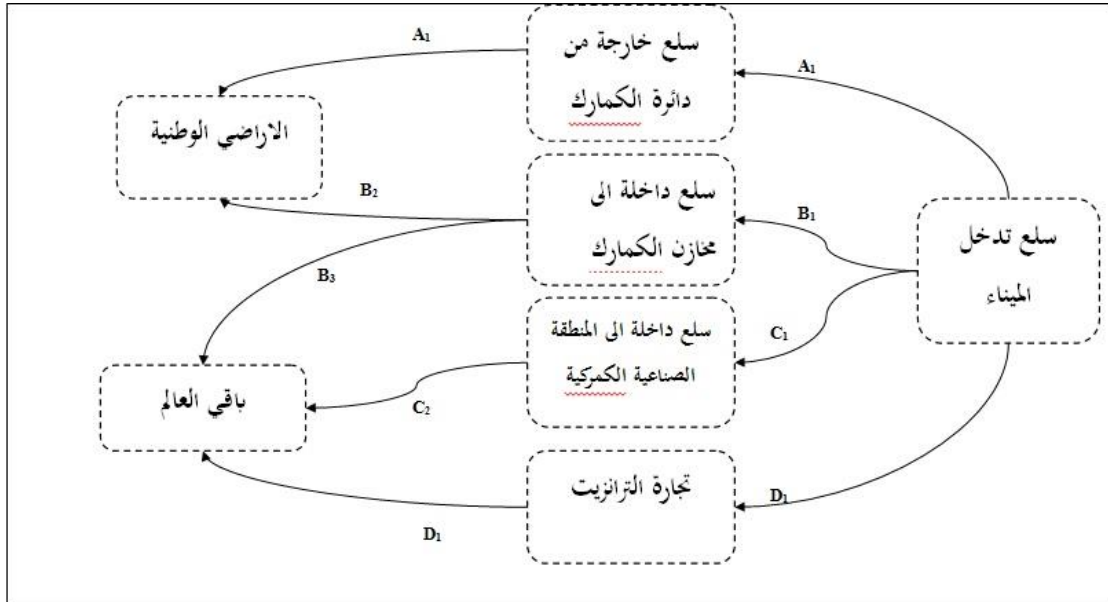 سلع تدخل
الميناء
A1
B1
C1
D1
سلع خارجة من
دائرة الكمارك
سلع داخلة الى
مخازن الكمارك
سلع داخلة الى المنطقة
الصناعية الكمركية
تجارة الترانزيت
A1
B2
B3
C2
D1
الاراضي الوطنية
باقي العالم